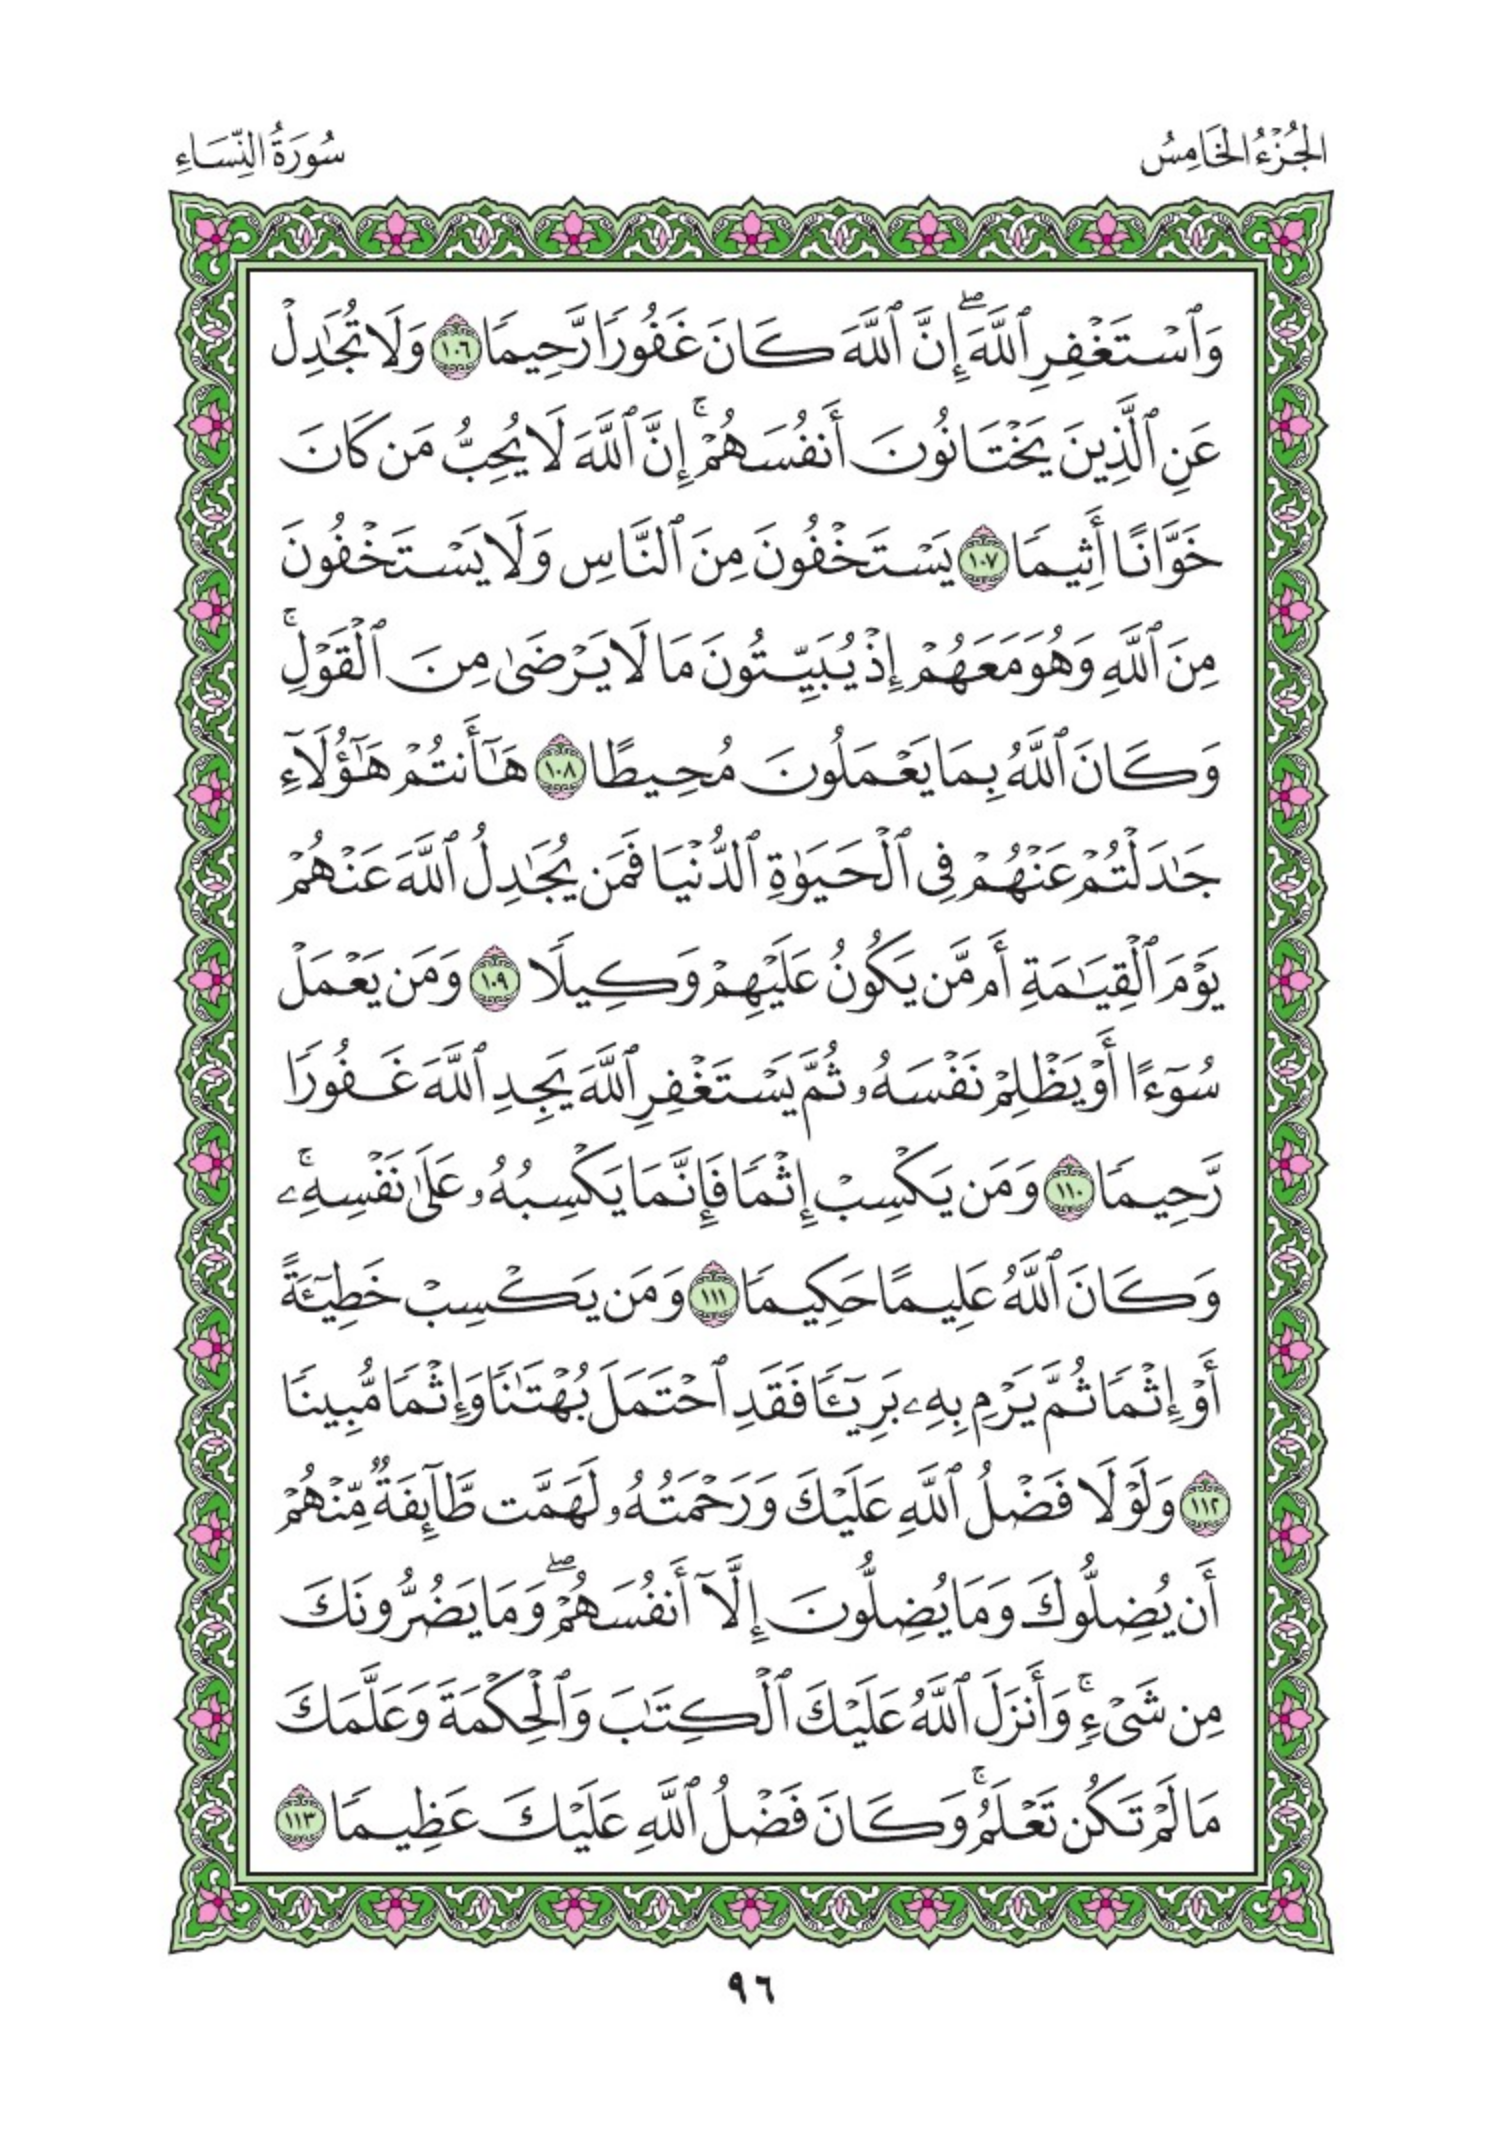 الجُزْءُ الخَامِسُ
سُورَةُ النِّسَاءِ
وَٱسْتَغْفِرِ ٱللَّهَۖ إِنَّ ٱللَّهَ كَانَ غَفُورًا رَّحِيمًا ١٠٦ وَلَا تُجَٰدِلْ
عَنِ ٱلَّذِينَ يَخْتَانُونَ أَنفُسَهُمْۚ إِنَّ ٱللَّهَ لَا يُحِبُّ مَن كَانَ
خَوَّانًا أَثِيمًا ١٠٧ يَسْتَخْفُونَ مِنَ ٱلنَّاسِ وَلَا يَسْتَخْفُونَ
مِنَ ٱللَّهِ وَهُوَ مَعَهُمْ إِذْ يُبَيِّتُونَ مَا لَا يَرْضَىٰ مِنَ ٱلْقَوْلِۚ
وَكَانَ ٱللَّهُ بِمَا يَعْمَلُونَ مُحِيطًا ١٠٨ هَٰٓأَنتُمْ هَٰٓؤُلَآءِ
جَٰدَلْتُمْ عَنْهُمْ فِي ٱلْحَيَوٰةِ ٱلدُّنْيَا فَمَن يُجَٰدِلُ ٱللَّهَ عَنْهُمْ
يَوْمَ ٱلْقِيَٰمَةِ أَم مَّن يَكُونُ عَلَيْهِمْ وَكِيلًا ١٠٩ وَمَن يَعْمَلْ
سُوٓءًا أَوْ يَظْلِمْ نَفْسَهُۥ ثُمَّ يَسْتَغْفِرِ ٱللَّهَ يَجِدِ ٱللَّهَ غَفُورًا
رَّحِيمًا ١١٠ وَمَن يَكْسِبْ إِثْمًا فَإِنَّمَا يَكْسِبُهُۥ عَلَىٰ نَفْسِهِۦۚ
وَكَانَ ٱللَّهُ عَلِيمًا حَكِيمًا ١١١ وَمَن يَكْسِبْ خَطِيٓـَٔةً
أَوْ إِثْمًا ثُمَّ يَرْمِ بِهِۦ بَرِيٓـًٔا فَقَدِ ٱحْتَمَلَ بُهْتَٰنًا وَإِثْمًا مُّبِينًا
١١٢ وَلَوْلَا فَضْلُ ٱللَّهِ عَلَيْكَ وَرَحْمَتُهُۥ لَهَمَّت طَّآئِفَةٌ مِّنْهُمْ
أَن يُضِلُّوكَ وَمَا يُضِلُّونَ إِلَّآ أَنفُسَهُمْۖ وَمَا يَضُرُّونَكَ
مِن شَيْءٍۚ وَأَنزَلَ ٱللَّهُ عَلَيْكَ ٱلْكِتَٰبَ وَٱلْحِكْمَةَ وَعَلَّمَكَ
مَا لَمْ تَكُن تَعْلَمُۚ وَكَانَ فَضْلُ ٱللَّهِ عَلَيْكَ عَظِيمًا ١١٣
٩٦